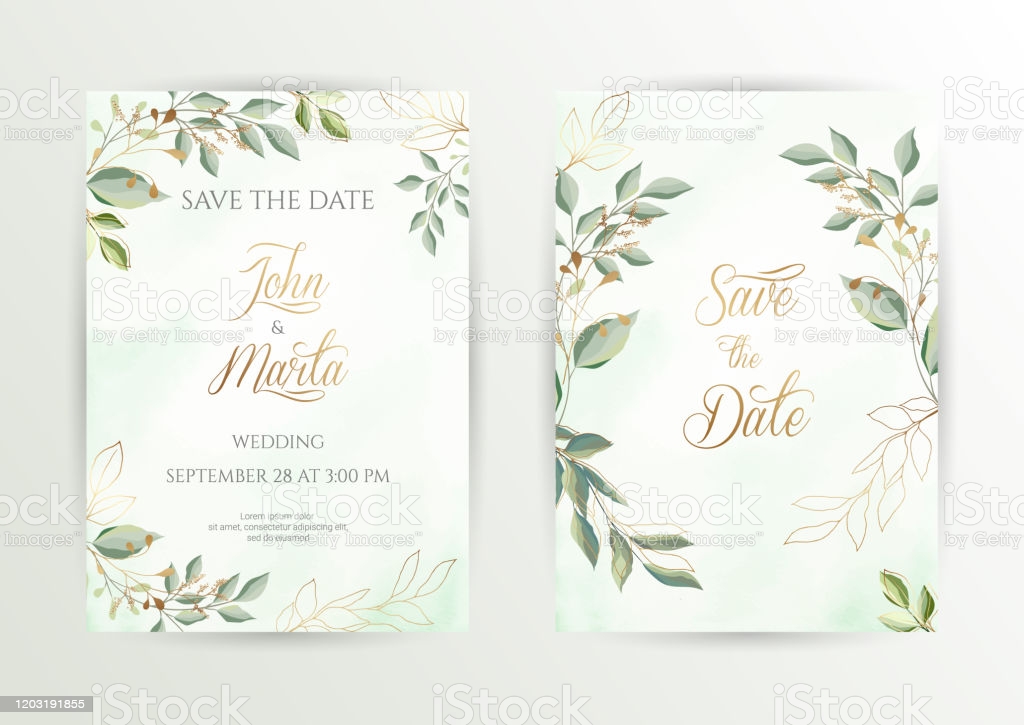 SAVE THE DATE
John
&
Marta
WEDDING
SEPTEMBER 28 AT 3:00 PM
Lorem ipsum dolor
sit amet, consectetur adipiscing elit,
sed do eiusmod
Save
the
Date
iStock
by Getty Images™
1203191855